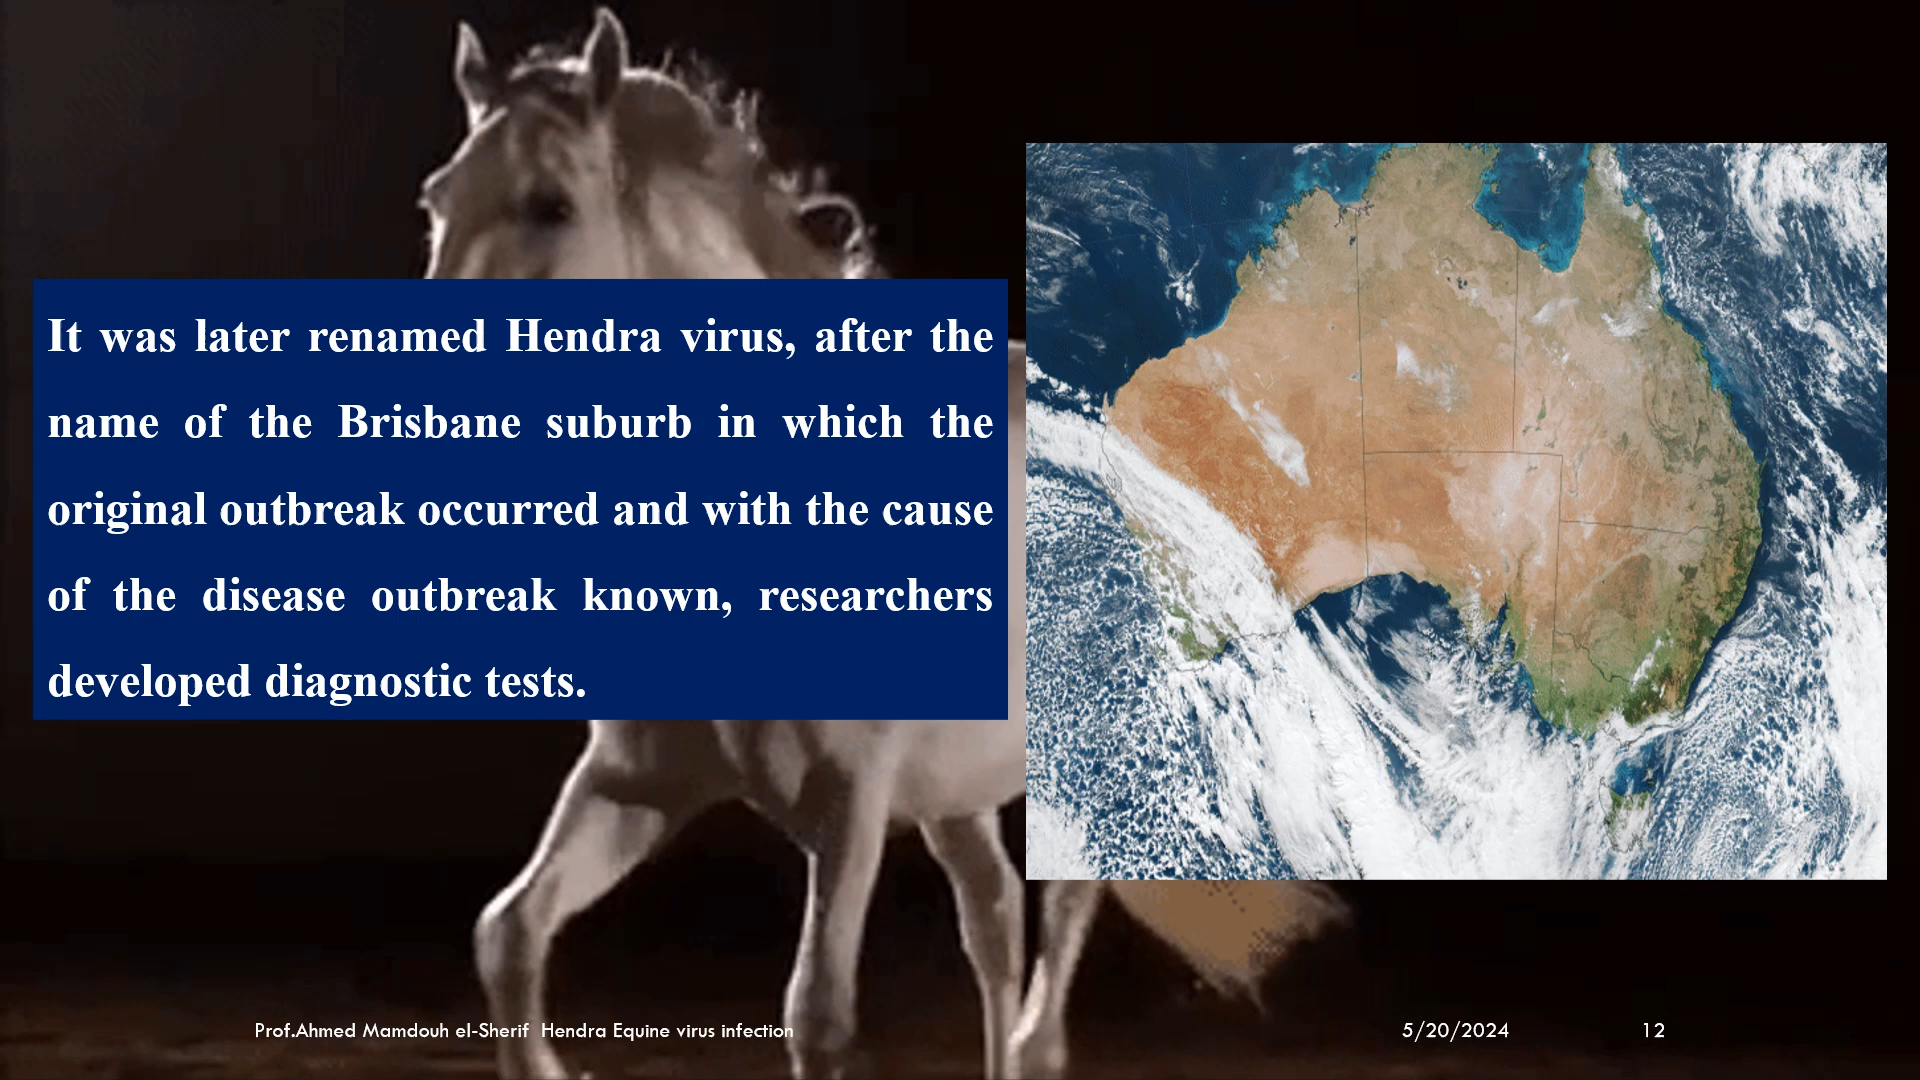 It was later renamed Hendra virus, after the
name of the Brisbane suburb in which the
original outbreak occurred and with the cause
of the disease outbreak known, researchers
developed diagnostic tests.
Prof.Ahmed Mamdouh el-Sherif  Hendra Equine virus infection
5/20/2024
12